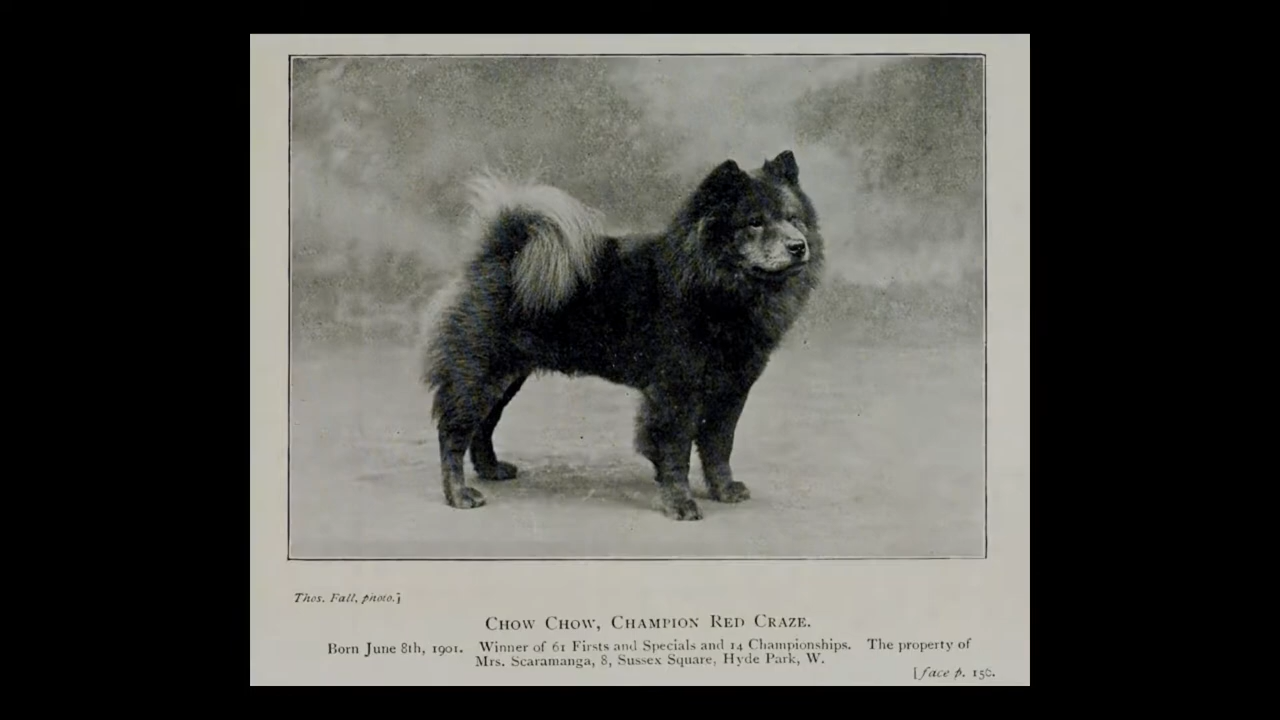 Thos. Fall, photo.]
CHOW CHOW, CHAMPION RED CRAZE.
Born June 8th, 1901. Winner of 61 Firsts and Specials and 14 Championships. The property of
Mrs. Scaramanga, 8, Sussex Square, Hyde Park, W.
[face p. 150.